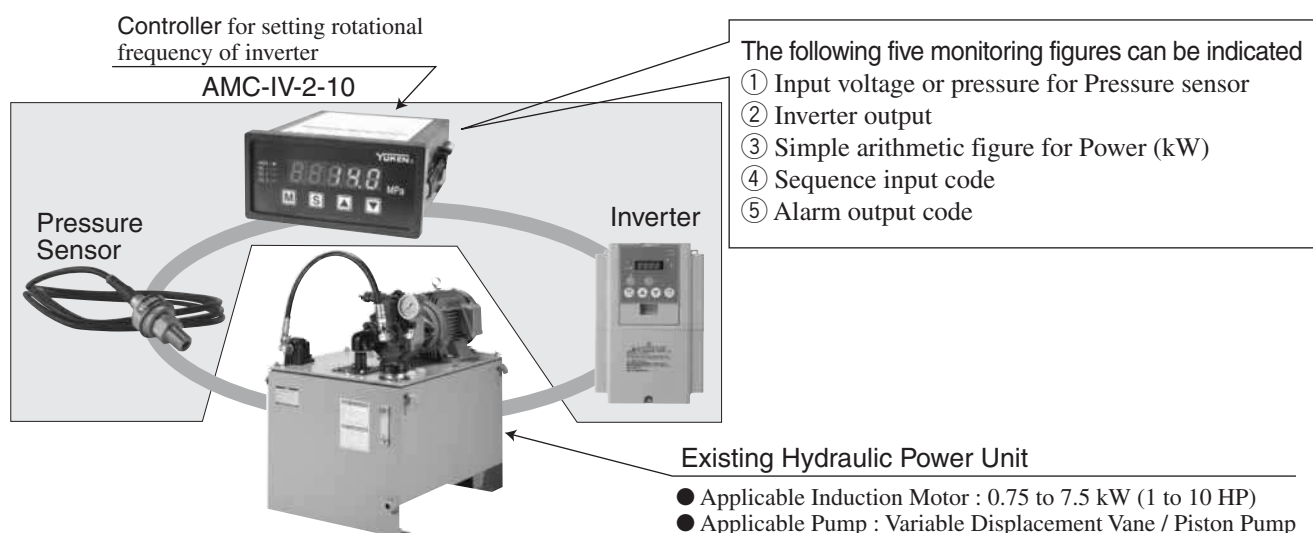 Controller for setting rotational
frequency of inverter
AMC-IV-2-10
The following five monitoring figures can be indicated
① Input voltage or pressure for Pressure sensor
② Inverter output
③ Simple arithmetic figure for Power (kW)
④ Sequence input code
⑤ Alarm output code
YUKEN
14.0
MPa
M S ▲ ▼
Pressure
Sensor
Inverter
Existing Hydraulic Power Unit
● Applicable Induction Motor : 0.75 to 7.5 kW (1 to 10 HP)
● Applicable Pump : Variable Displacement Vane / Piston Pump